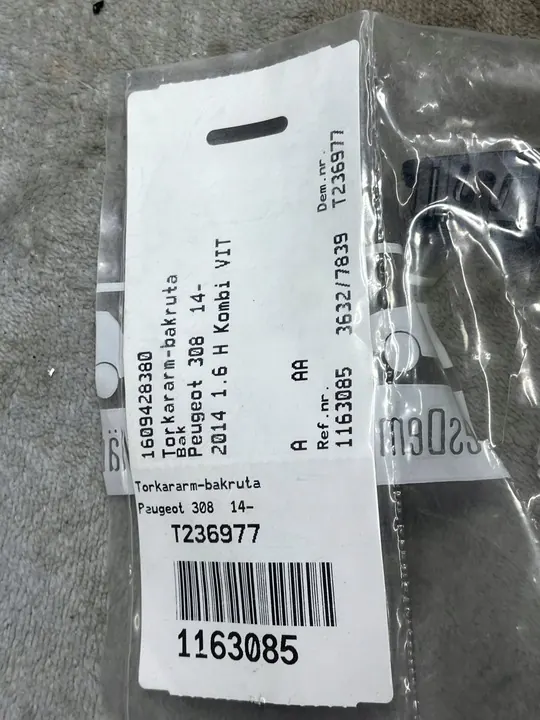 1609428380
Torkararm-bakruta
Bak
Peugeot 308 14-
2014 1.6 H Kombi VIT
A AA
Ref.nr. Dem.nr.
1163085 3632/7839 T236977
Torkararm-bakruta
Peugeot 308 14-
T236977
1163085